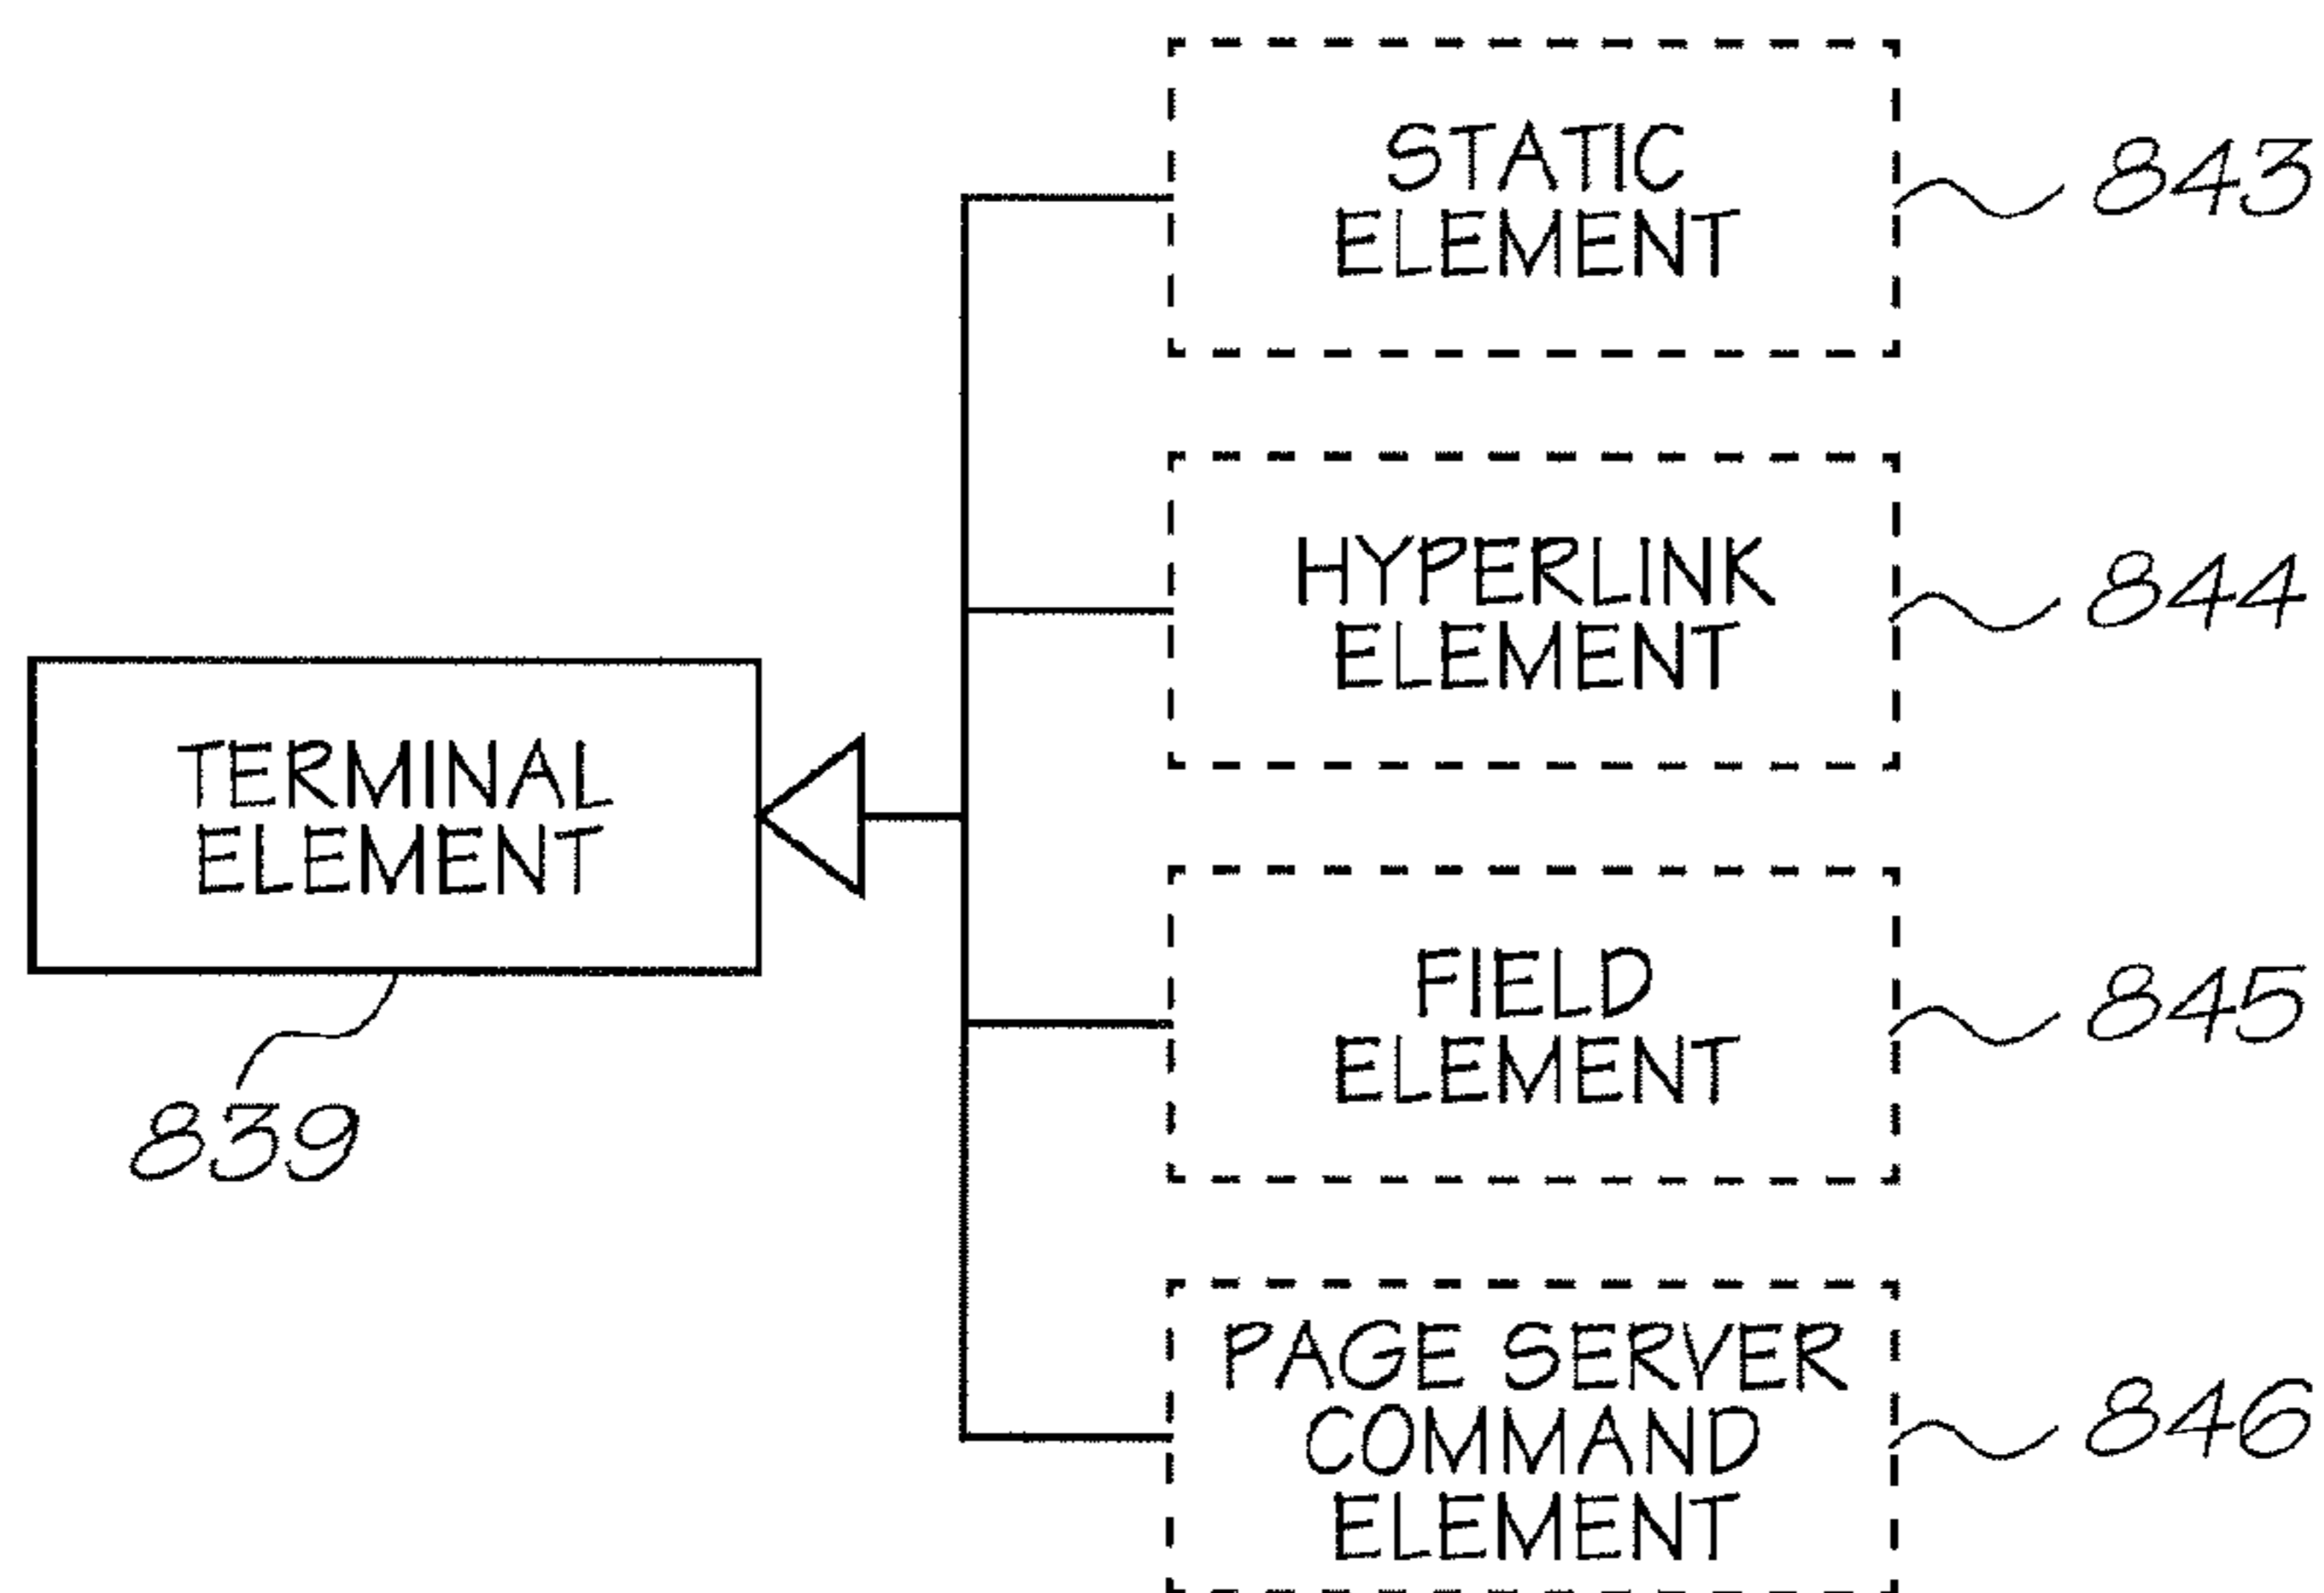 STATIC
ELEMENT
843
HYPERLINK
ELEMENT
844
TERMINAL
ELEMENT
839
FIELD
ELEMENT
845
PAGE SERVER
COMMAND
ELEMENT
846